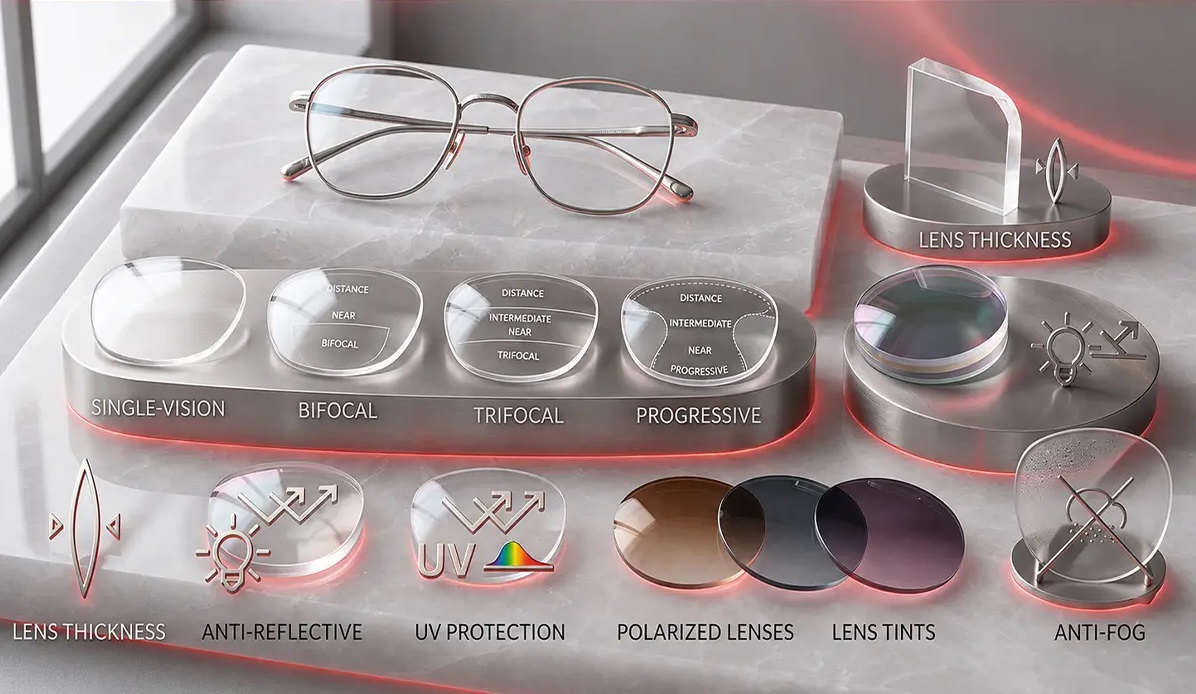 LENS THICKNESS
DISTANCE
NEAR
BIFOCAL
DISTANCE
INTERMEDIATE
NEAR
TRIFOCAL
DISTANCE
INTERMEDIATE
NEAR
PROGRESSIVE
SINGLE-VISION
BIFOCAL
TRIFOCAL
PROGRESSIVE
UV
LENS THICKNESS
ANTI-REFLECTIVE
UV PROTECTION
POLARIZED LENSES
LENS TINTS
ANTI-FOG